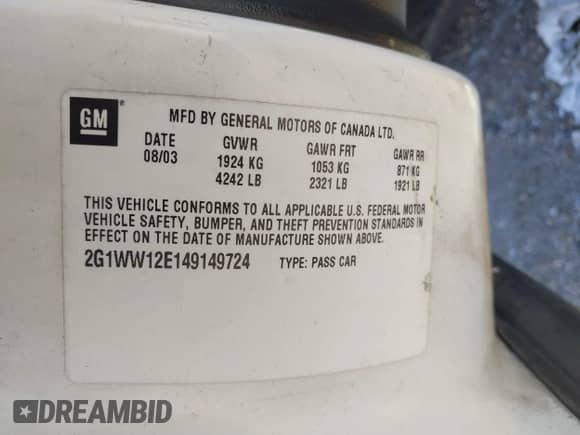 GM
MFD BY GENERAL MOTORS OF CANADA LTD.
DATE GVWR GAWR FRT GAWR RR
08/03 1924 KG 1053 KG 871 KG
4242 LB 2321 LB 1921 LB
THIS VEHICLE CONFORMS TO ALL APPLICABLE U.S. FEDERAL MOTOR
VEHICLE SAFETY, BUMPER, AND THEFT PREVENTION STANDARDS IN
EFFECT ON THE DATE OF MANUFACTURE SHOWN ABOVE.
2G1WW12E149149724 TYPE: PASS CAR
DREAMBID